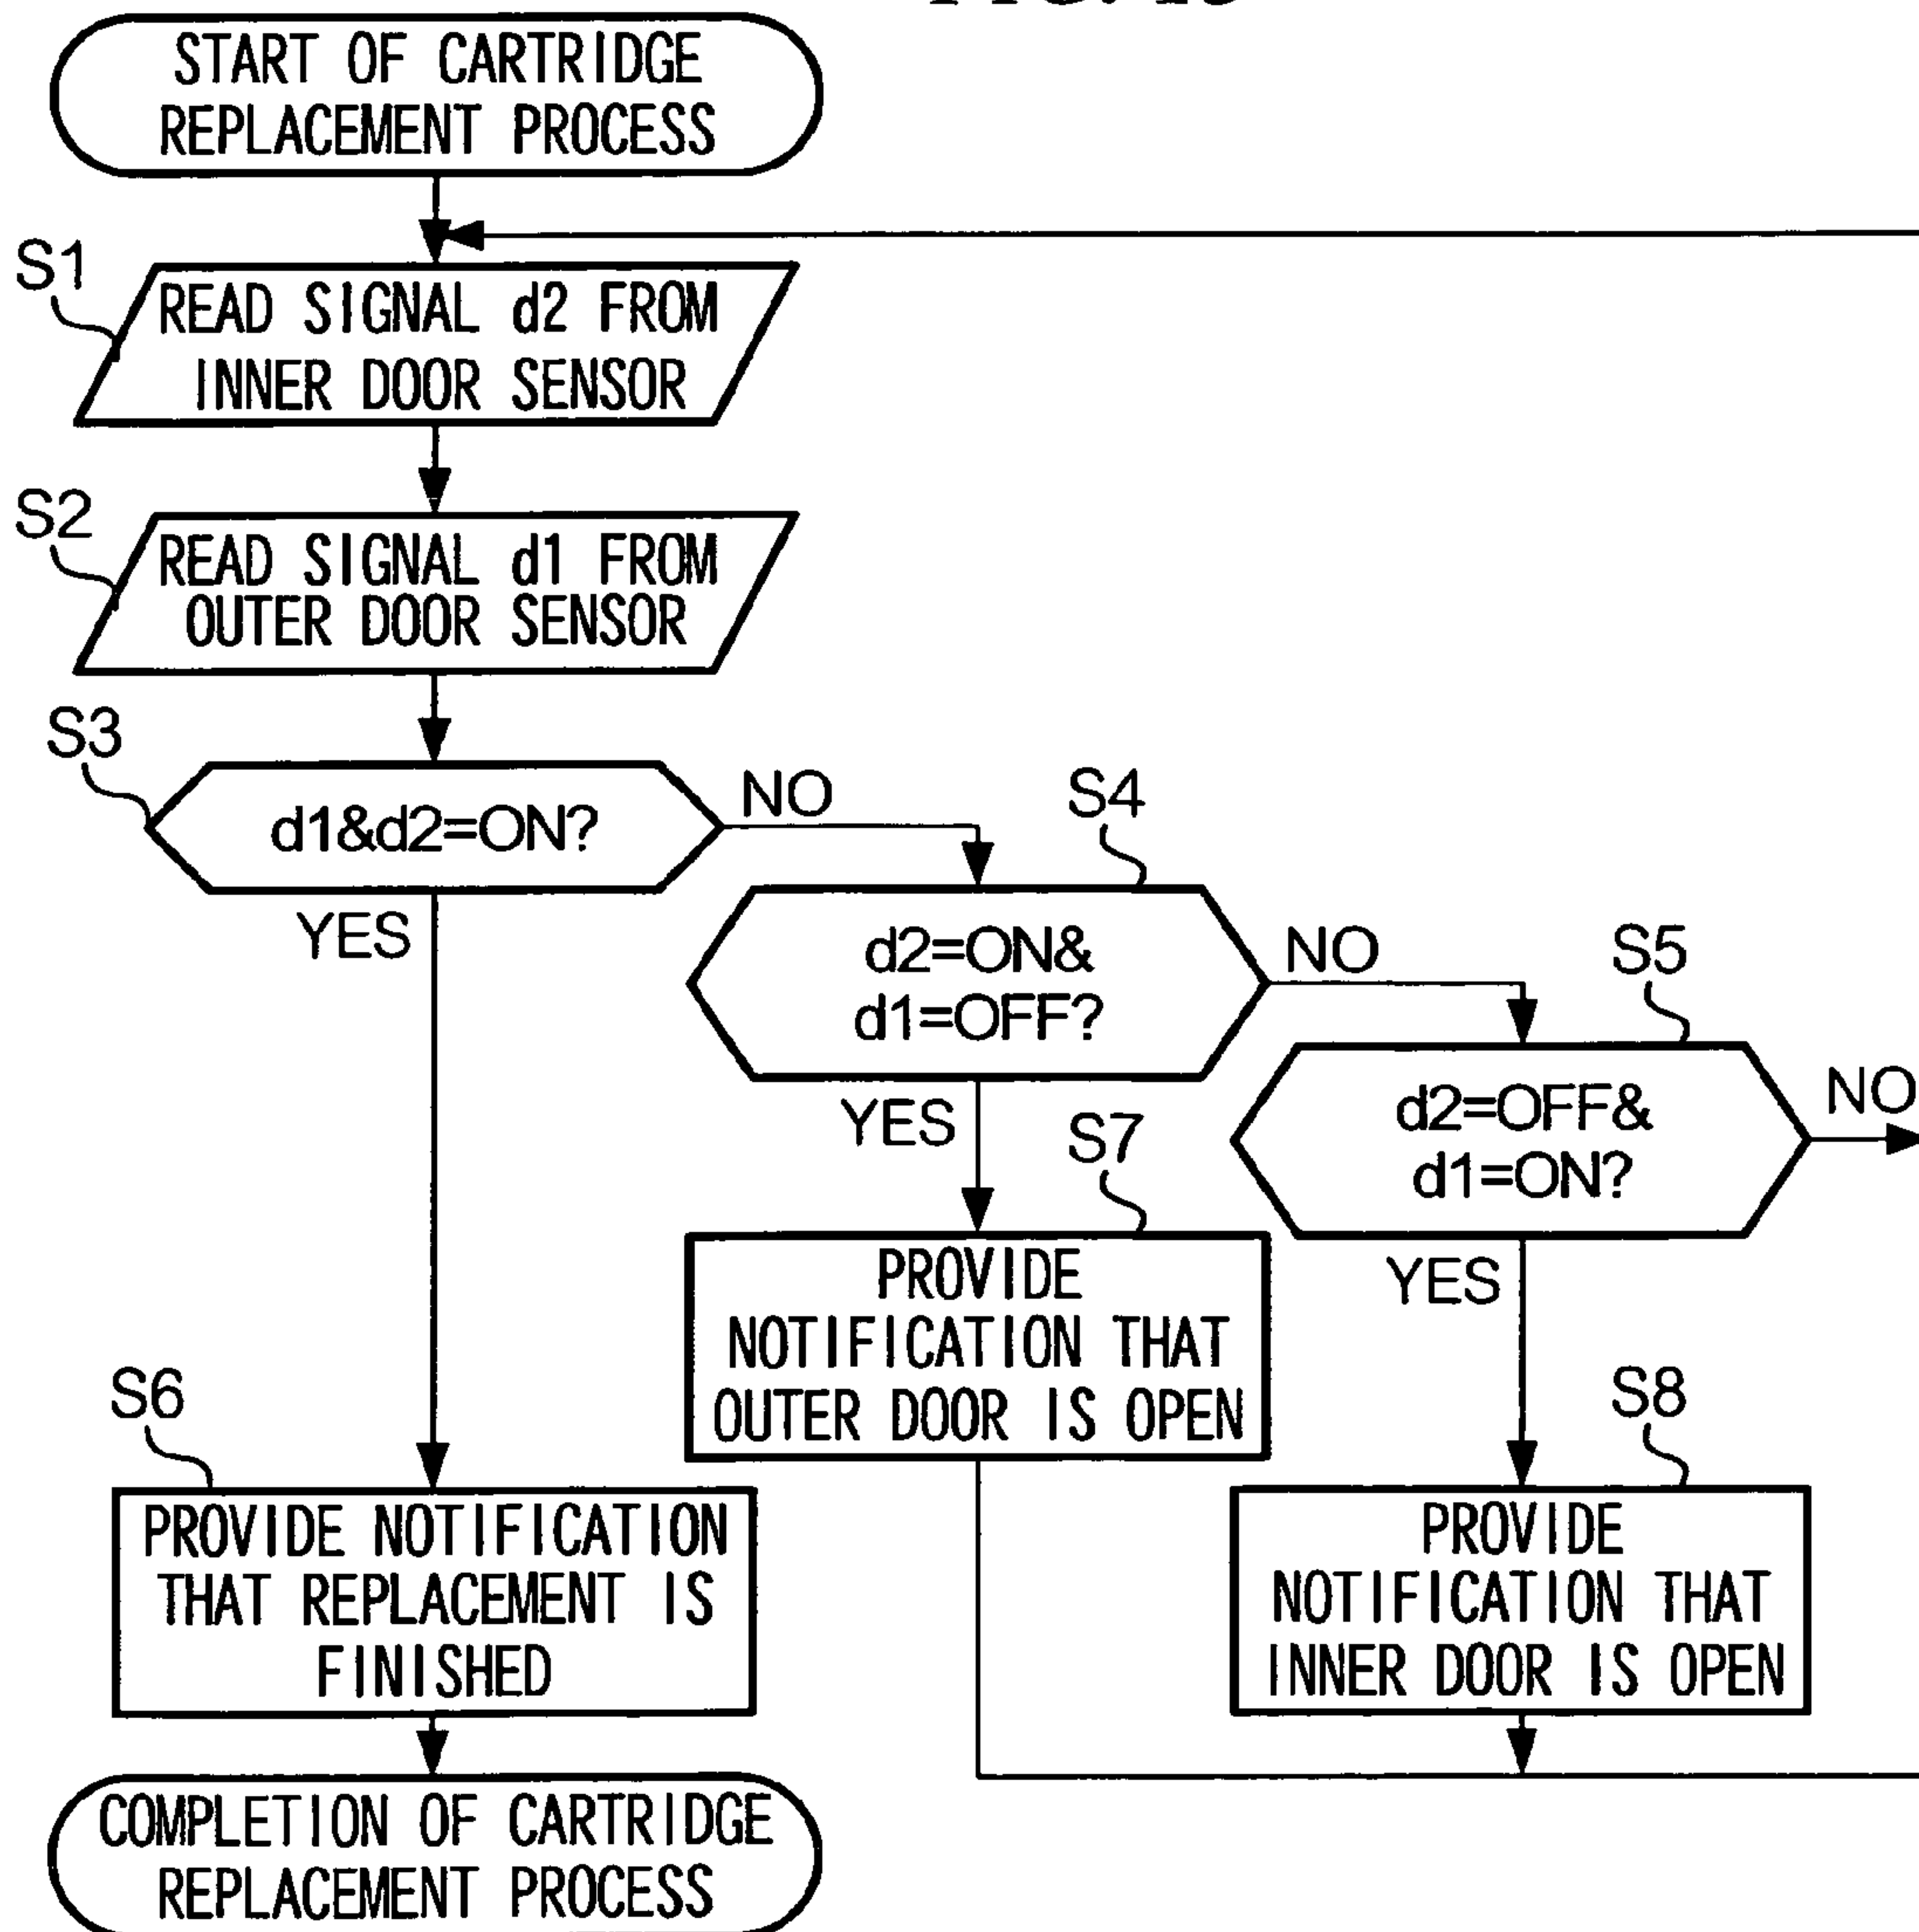 START OF CARTRIDGE
REPLACEMENT PROCESS
S1
READ SIGNAL d2 FROM
INNER DOOR SENSOR
S2
READ SIGNAL d1 FROM
OUTER DOOR SENSOR
S3
d1&d2=ON?
NO
YES
S4
d2=ON&
d1=OFF?
NO
YES
S5
d2=OFF&
d1=ON?
NO
YES
S7
PROVIDE
NOTIFICATION THAT
OUTER DOOR IS OPEN
S8
PROVIDE
NOTIFICATION THAT
INNER DOOR IS OPEN
S6
PROVIDE NOTIFICATION
THAT REPLACEMENT IS
FINISHED
COMPLETION OF CARTRIDGE
REPLACEMENT PROCESS